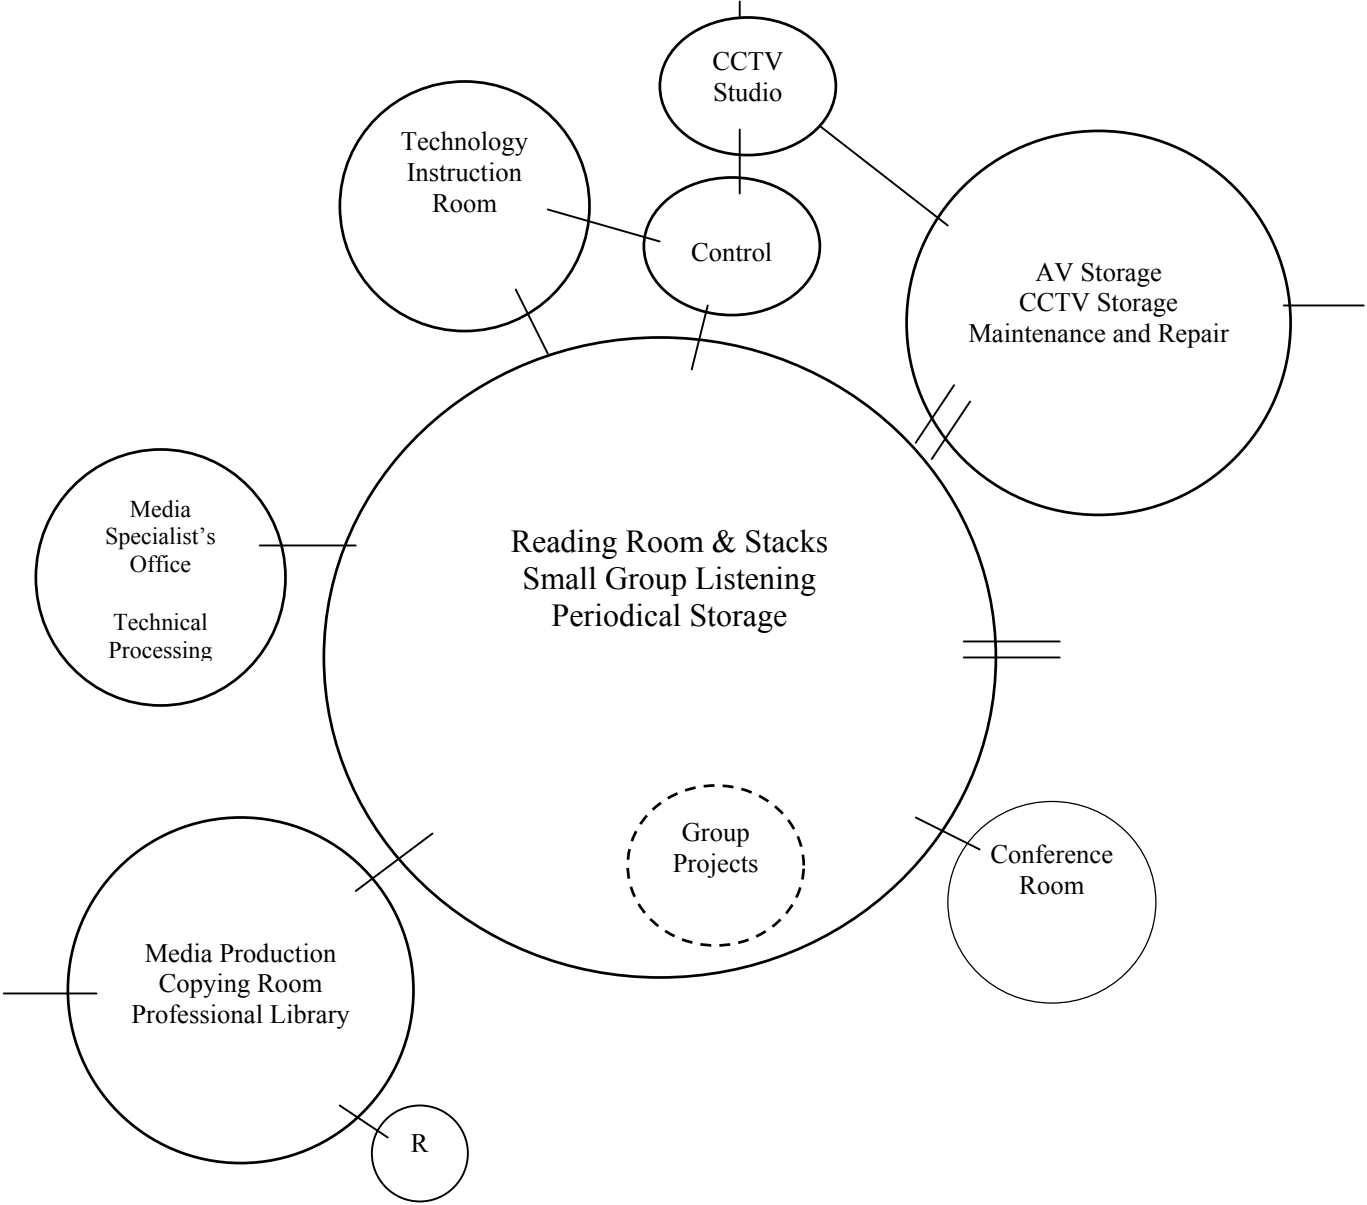 CCTV
Studio
Technology
Instruction
Room
Control
AV Storage
CCTV Storage
Maintenance and Repair
Media
Specialist’s
Office
Technical
Processing
Reading Room & Stacks
Small Group Listening
Periodical Storage
Group
Projects
Conference
Room
Media Production
Copying Room
Professional Library
R